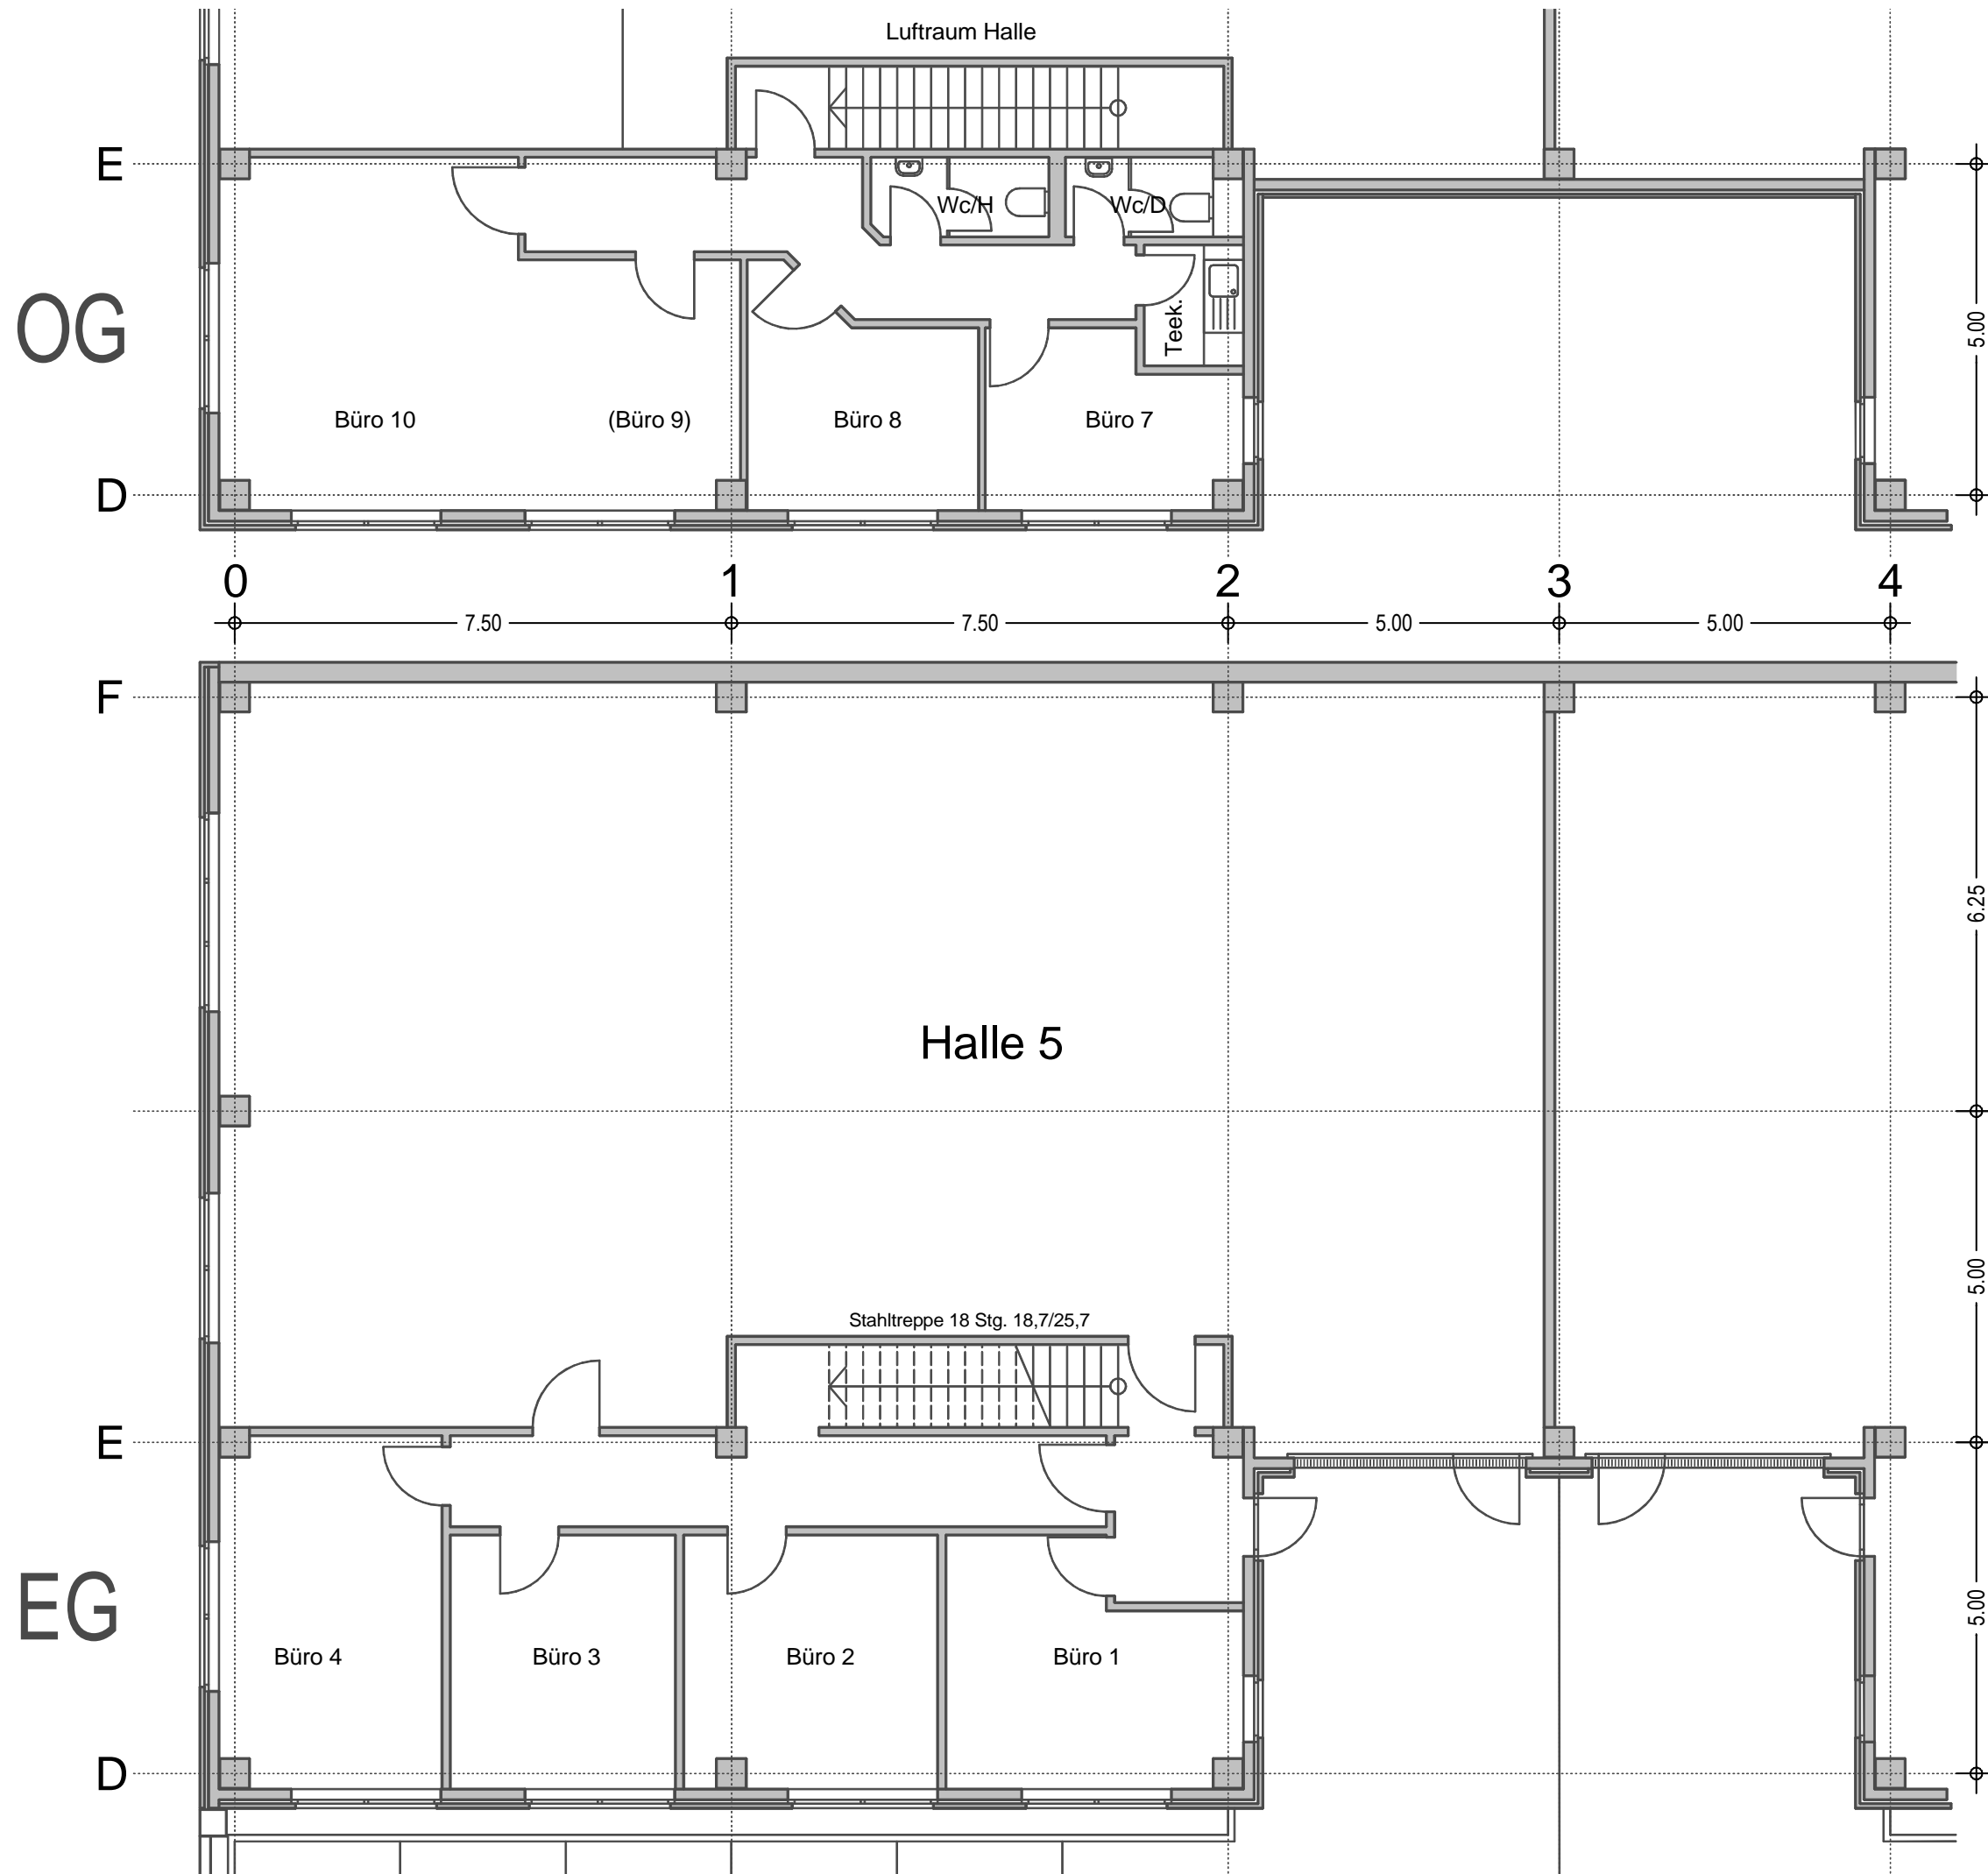 Luftraum Halle
E
Wc/H
Wc/D
OG
Teek.
5.00
Büro 10
(Büro 9)
Büro 8
Büro 7
D
0
1
2
3
4
7.50
7.50
5.00
5.00
F
6.25
Halle 5
5.00
Stahltreppe 18 Stg. 18,7/25,7
E
EG
5.00
Büro 4
Büro 3
Büro 2
Büro 1
D